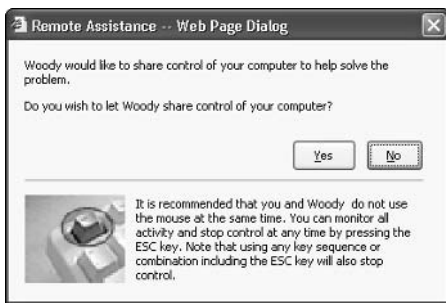 Remote Assistance -- Web Page Dialog
Woody would like to share control of your computer to help solve the
problem.
Do you wish to let Woody share control of your computer?
Yes
No
It is recommended that you and Woody do not use
the mouse at the same time. You can monitor all
activity and stop control at any time by pressing the
ESC key. Note that using any key sequence or
combination including the ESC key will also stop
control.